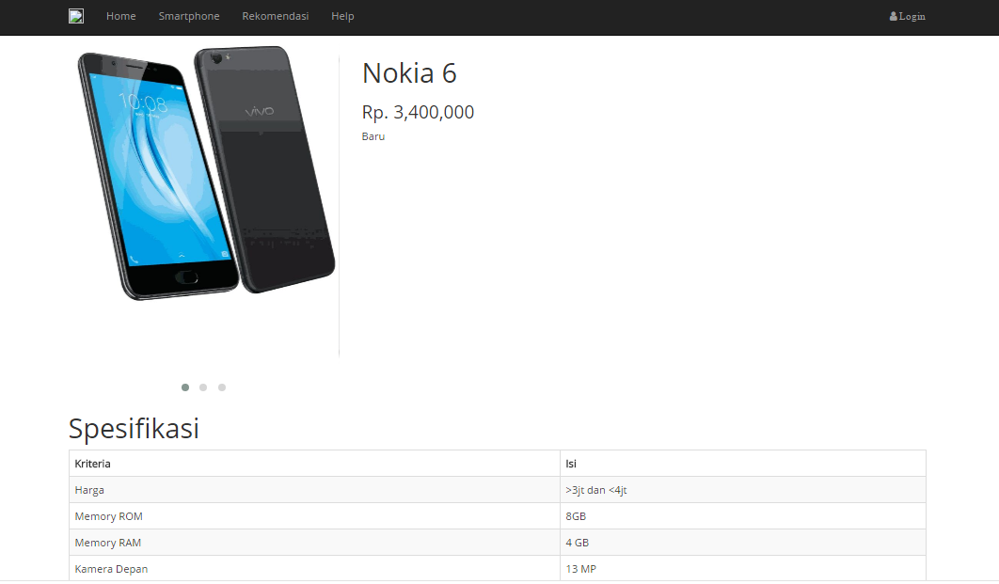 Home Smartphone Rekomendasi Help Login
10:08
vivo
Nokia 6
Rp. 3,400,000
Baru
Spesifikasi
Kriteria Isi
Harga >3jt dan <4jt
Memory ROM 8GB
Memory RAM 4 GB
Kamera Depan 13 MP